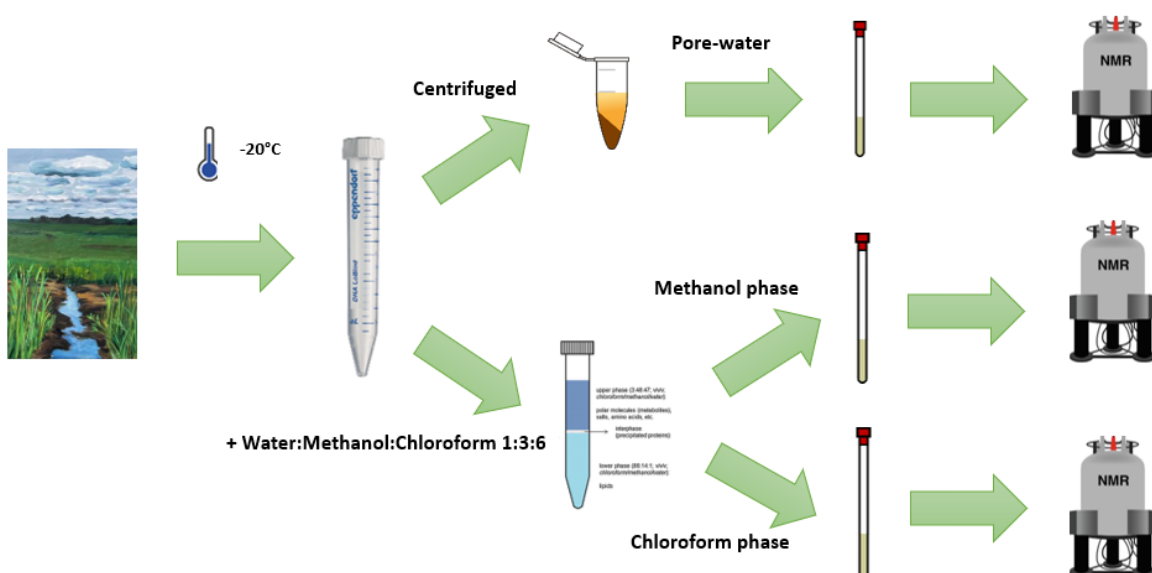 Pore-water
Centrifuged
NMR
-20°C
eppendorf
DNA LoBind
Methanol phase
NMR
upper phase (3:48:47, v/v/v;
chloroform/methanol/water)
polar molecules (metabolites),
salts, amino acids, etc.
interphase
(precipitated proteins)
+ Water:Methanol:Chloroform 1:3:6
lower phase (86:14:1, v/v/v;
chloroform/methanol/water)
lipids
NMR
Chloroform phase